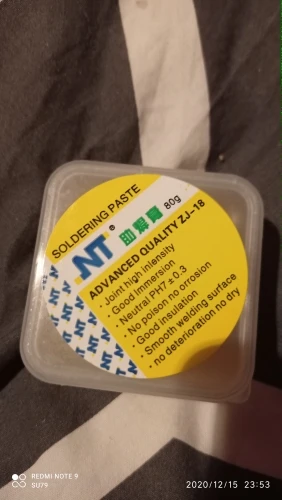 SOLDERING PASTE
NT®
助焊膏 80g
ADVANCED QUALITY ZJ-18
· Joint high intensity
· Good immersion
· Neutral PH7 ± 0.3
· No poison no orrosion
· Good insulation
· Smooth welding surface
· no deterioration no dry
REDMI NOTE 9
SU79
2020/12/15 23:53